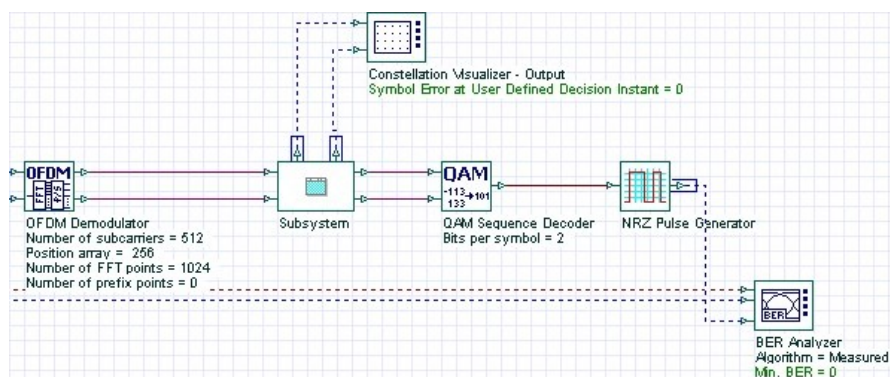 Constellation Visualizer - Output
Symbol Error at User Defined Decision Instant = 0
OFDM
FFT
P/S
OFDM Demodulator
Number of subcarriers = 512
Position array = 256
Number of FFT points = 1024
Number of prefix points = 0
Subsystem
QAM
-113
133
101
QAM Sequence Decoder
Bits per symbol = 2
NRZ Pulse Generator
BER
BER Analyzer
Algorithm = Measured
Min. BER = 0